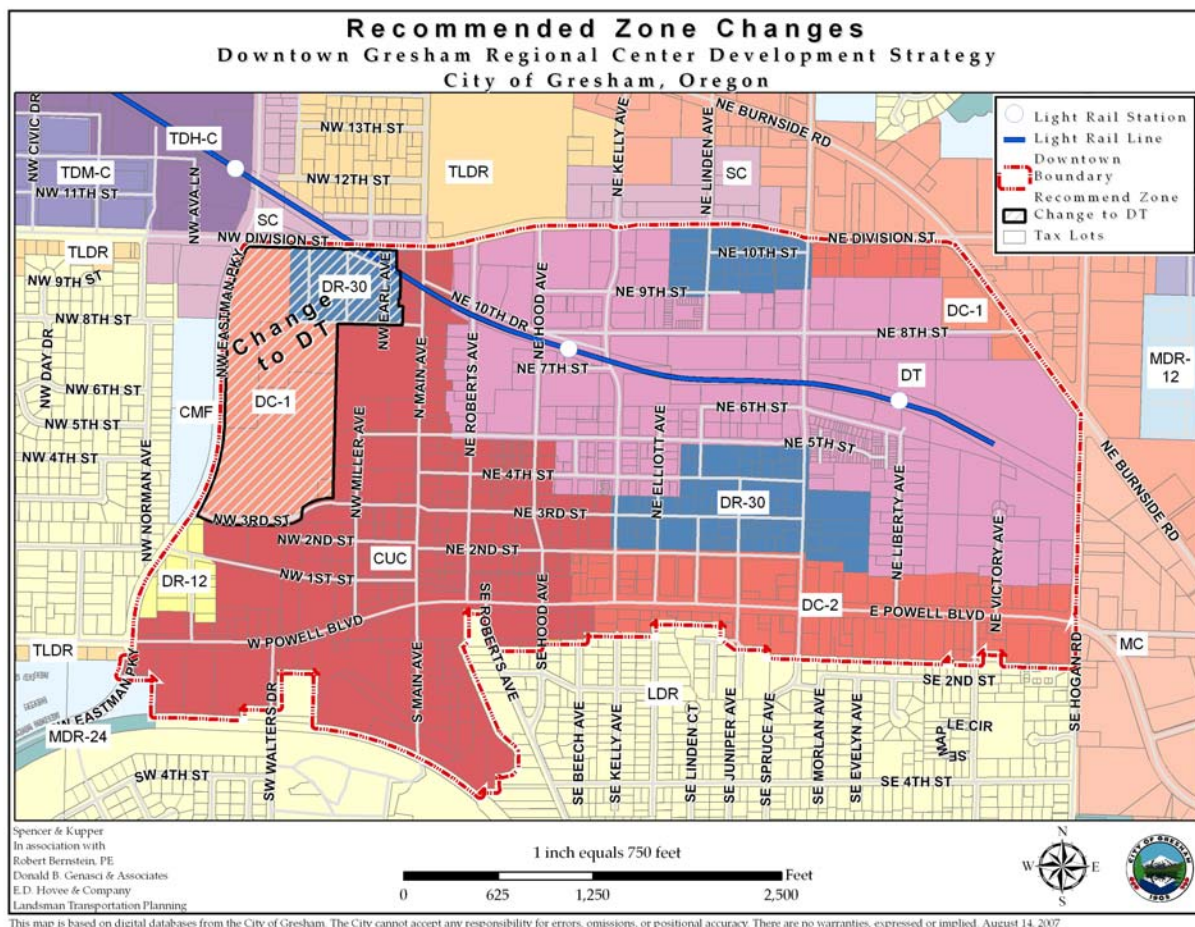 Recommended Zone Changes
Downtown Gresham Regional Center Development Strategy
City of Gresham, Oregon
Light Rail Station
Light Rail Line
Downtown
Boundary
Recommend Zone
Change to DT
Tax Lots
NW CIVIC DR
TDH-C
TDM-C
NW 11TH ST
NW AVA LN
SC
NW 13TH ST
NW 12TH ST
TLDR
NE KELLY AVE
NE LINDEN AVE
SC
NE BURNSIDE RD
NW DIVISION ST
NE DIVISION ST
TLDR
NW 9TH ST
NW 8TH ST
NW DAY DR
NW 6TH ST
NW 5TH ST
NW 4TH ST
NW NORMAN AVE
CMF
NW EASTMAN PKY
DR-30
NW EARL AVE
Change
to DT
DC-1
NE 10TH DR
NE HOOD AVE
NE 10TH ST
NE 9TH ST
NE 8TH ST
DC-1
MDR-
12
NE 7TH ST
DT
N MAIN AVE
NE ROBERTS AVE
NW MILLER AVE
NE 6TH ST
NE 5TH ST
NE 4TH ST
NE ELLIOTT AVE
DR-30
NE LIBERTY AVE
NE BURNSIDE RD
NW 3RD ST
NE 3RD ST
NW 2ND ST
NE 2ND ST
CUC
NW 1ST ST
DR-12
NE VICTORY AVE
DC-2
E POWELL BLVD
W POWELL BLVD
SE ROBERTS AVE
SE HOOD AVE
MC
TLDR
SE HOGAN RD
SE 2ND ST
LDR
S MAIN AVE
SW WALTERS DR
MDR-24
SW 4TH ST
SE BEECH AVE
SE KELLY AVE
SE LINDEN CT
SE JUNIPER AVE
SE SPRUCE AVE
SE MORLAN AVE
SE EVELYN AVE
LE CIR
MAP
SE
SE 4TH ST
Spencer & Kupper
In association with
Robert Bernstein, PE
Donald B. Genasci & Associates
E.D. Hovee & Company
Landsman Transportation Planning
1 inch equals 750 feet
Feet
0 625 1,250 2,500
N
W E
S
CITY OF GRESHAM
1905
This map is based on digital databases from the City of Gresham. The City cannot accept any responsibility for errors, omissions, or positional accuracy. There are no warranties, expressed or implied. August 14, 2007